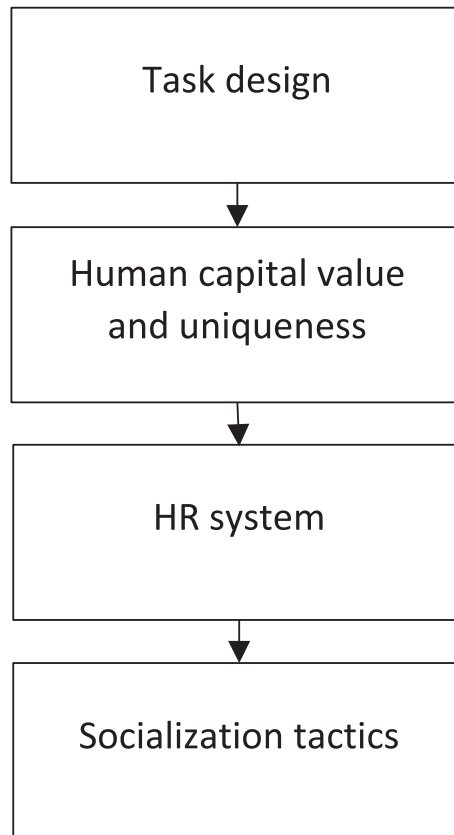 Task design
Human capital value
and uniqueness
HR system
Socialization tactics